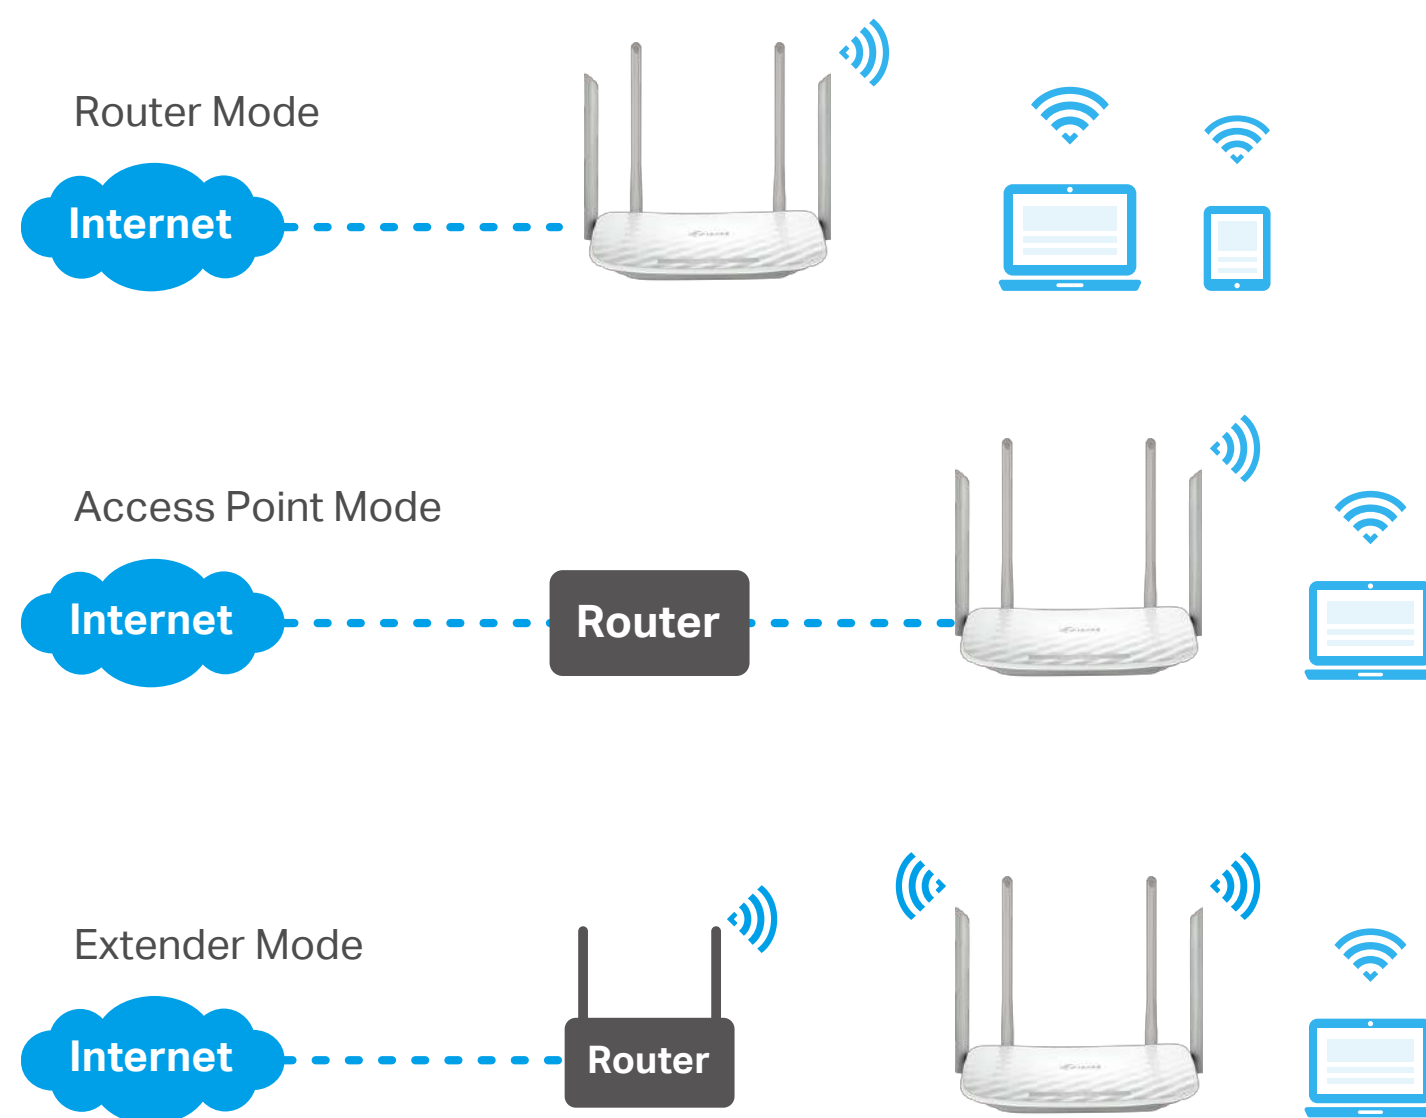 Router Mode
Internet
Access Point Mode
Internet
Router
Extender Mode
Internet
Router